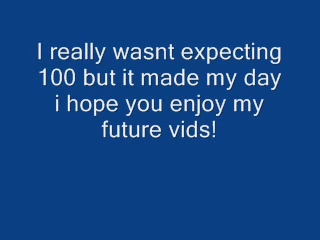 I really wasnt expecting
100 but it made my day
i hope you enjoy my
future vids!